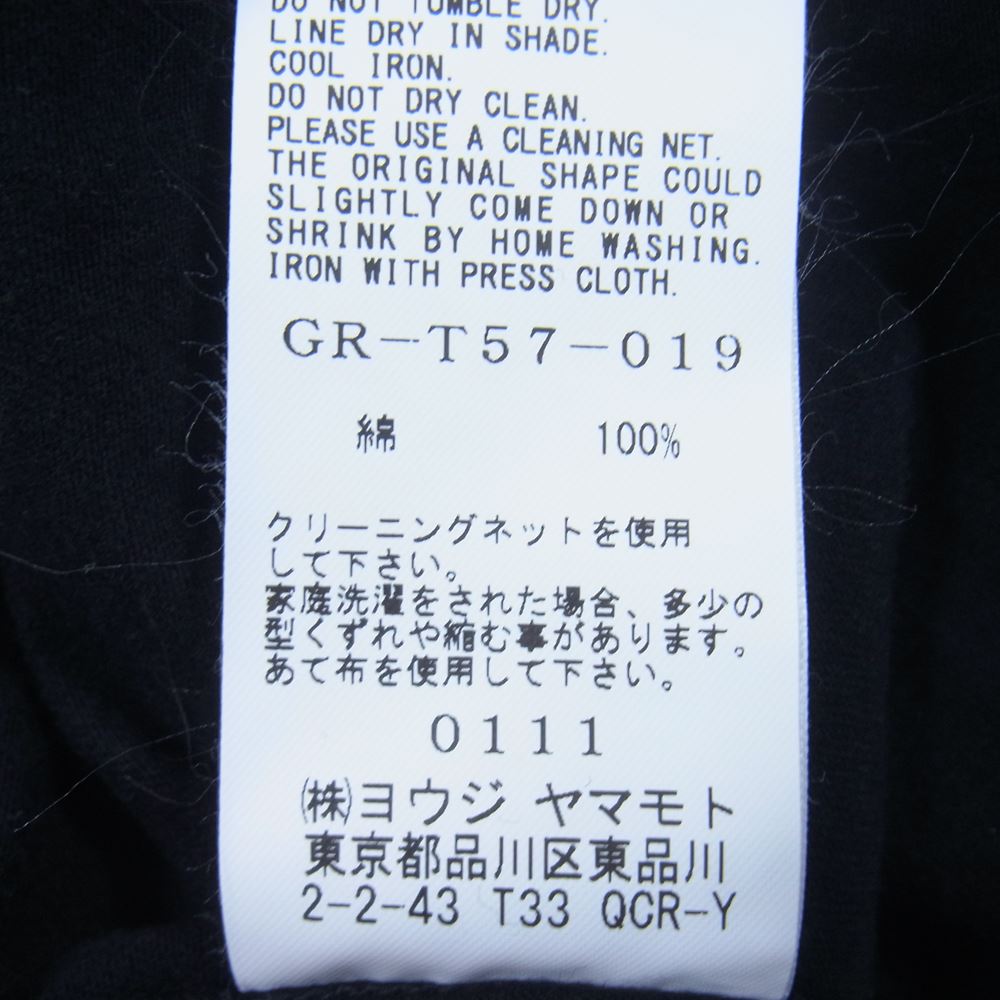 DO NOT TUMBLE DRY.
LINE DRY IN SHADE.
COOL IRON.
DO NOT DRY CLEAN.
PLEASE USE A CLEANING NET.
THE ORIGINAL SHAPE COULD
SLIGHTLY COME DOWN OR
SHRINK BY HOME WASHING.
IRON WITH PRESS CLOTH.
GR-T57-019
綿 100%
クリーニングネットを使用
して下さい。
家庭洗濯をされた場合、多少の
型くずれや縮む事があります。
あて布を使用して下さい。
0111
㈱ヨウジ ヤマモト
東京都品川区東品川
2-2-43 T33 QCR-Y